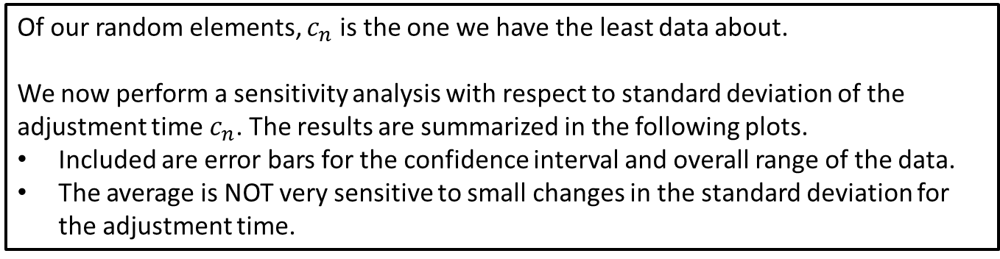 Of our random elements, cₙ is the one we have the least data about.
We now perform a sensitivity analysis with respect to standard deviation of the
adjustment time cₙ. The results are summarized in the following plots.
• Included are error bars for the confidence interval and overall range of the data.
• The average is NOT very sensitive to small changes in the standard deviation for
the adjustment time.